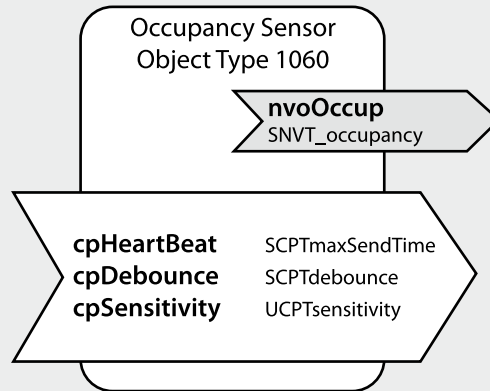 Occupancy Sensor
Object Type 1060
nvoOccup
SNVT_occupancy
cpHeartBeat SCPTmaxSendTime
cpDebounce SCPTdebounce
cpSensitivity UCPTsensitivity